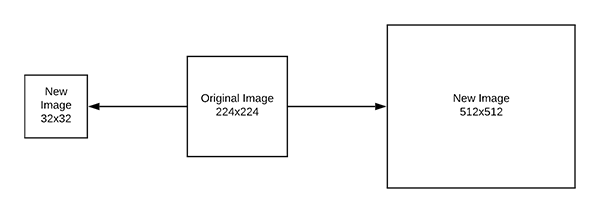 New
Image
32x32
Original Image
224x224
New Image
512x512